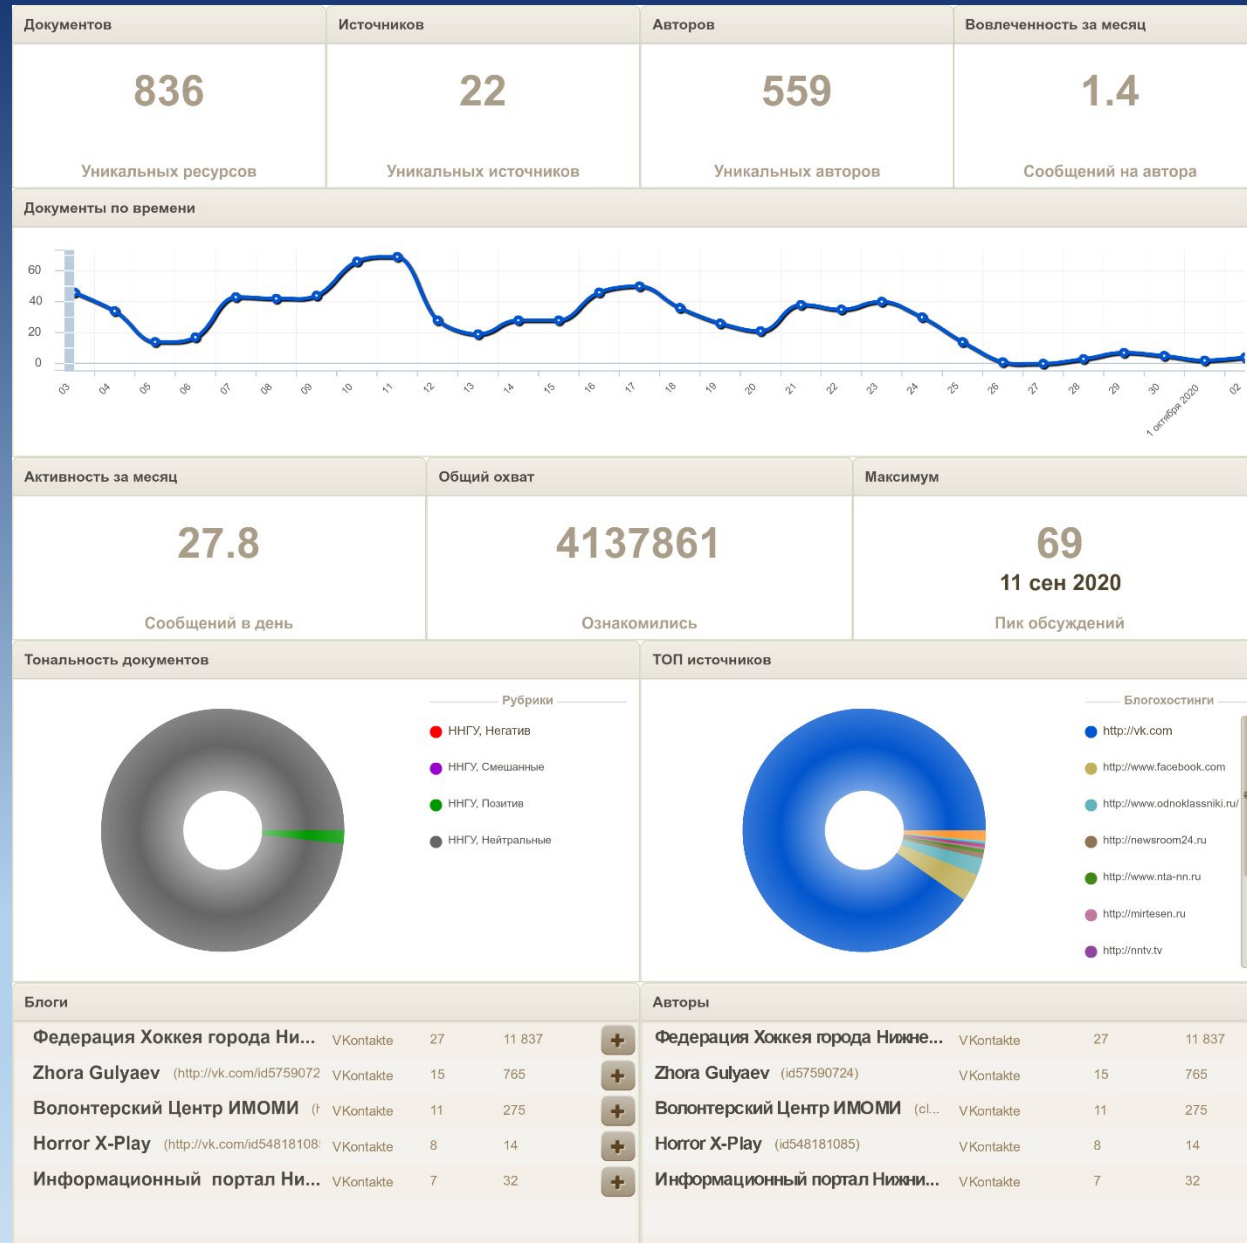 Документов
Источников
Авторов
Вовлеченность за месяц
836
22
559
1.4
Уникальных ресурсов
Уникальных источников
Уникальных авторов
Сообщений на автора
Документы по времени
60
40
20
0
03 04 05 06 07 08 09 10 11 12 13 14 15 16 17 18 19 20 21 22 23 24 25 26 27 28 29 30 1 октября 2020 02
Активность за месяц
Общий охват
Максимум
27.8
4137861
69
11 сен 2020
Сообщений в день
Ознакомились
Пик обсуждений
Тональность документов
ТОП источников
Рубрики
ННГУ, Негатив
ННГУ, Смешанные
ННГУ, Позитив
ННГУ, Нейтральные
Блогохостинги
http://vk.com
http://www.facebook.com
http://www.odnoklassniki.ru/
http://newsroom24.ru
http://www.nta-nn.ru
http://mirtesen.ru
http://nntv.tv
Блоги
Федерация Хоккея города Ни... VKontakte 27 11 837
Zhora Gulyaev (http://vk.com/id5759072 VKontakte 15 765
Волонтерский Центр ИМОМИ (h VKontakte 11 275
Horror X-Play (http://vk.com/id54818108 VKontakte 8 14
Информационный портал Ни... VKontakte 7 32
Авторы
Федерация Хоккея города Нижне... VKontakte 27 11 837
Zhora Gulyaev (id57590724) VKontakte 15 765
Волонтерский Центр ИМОМИ (cl... VKontakte 11 275
Horror X-Play (id548181085) VKontakte 8 14
Информационный портал Нижни... VKontakte 7 32